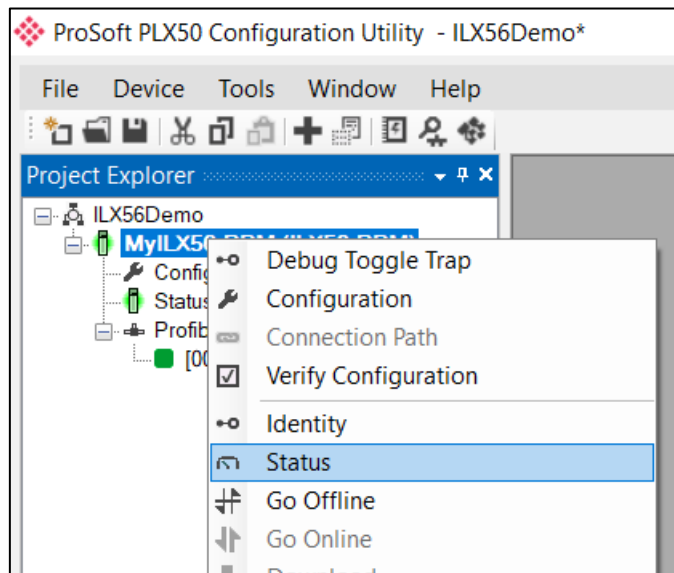 ProSoft PLX50 Configuration Utility - ILX56Demo*
File Device Tools Window Help
Project Explorer
ILX56Demo
Debug Toggle Trap
Configuration
Connection Path
Verify Configuration
Identity
Status
Go Offline
Go Online
Status